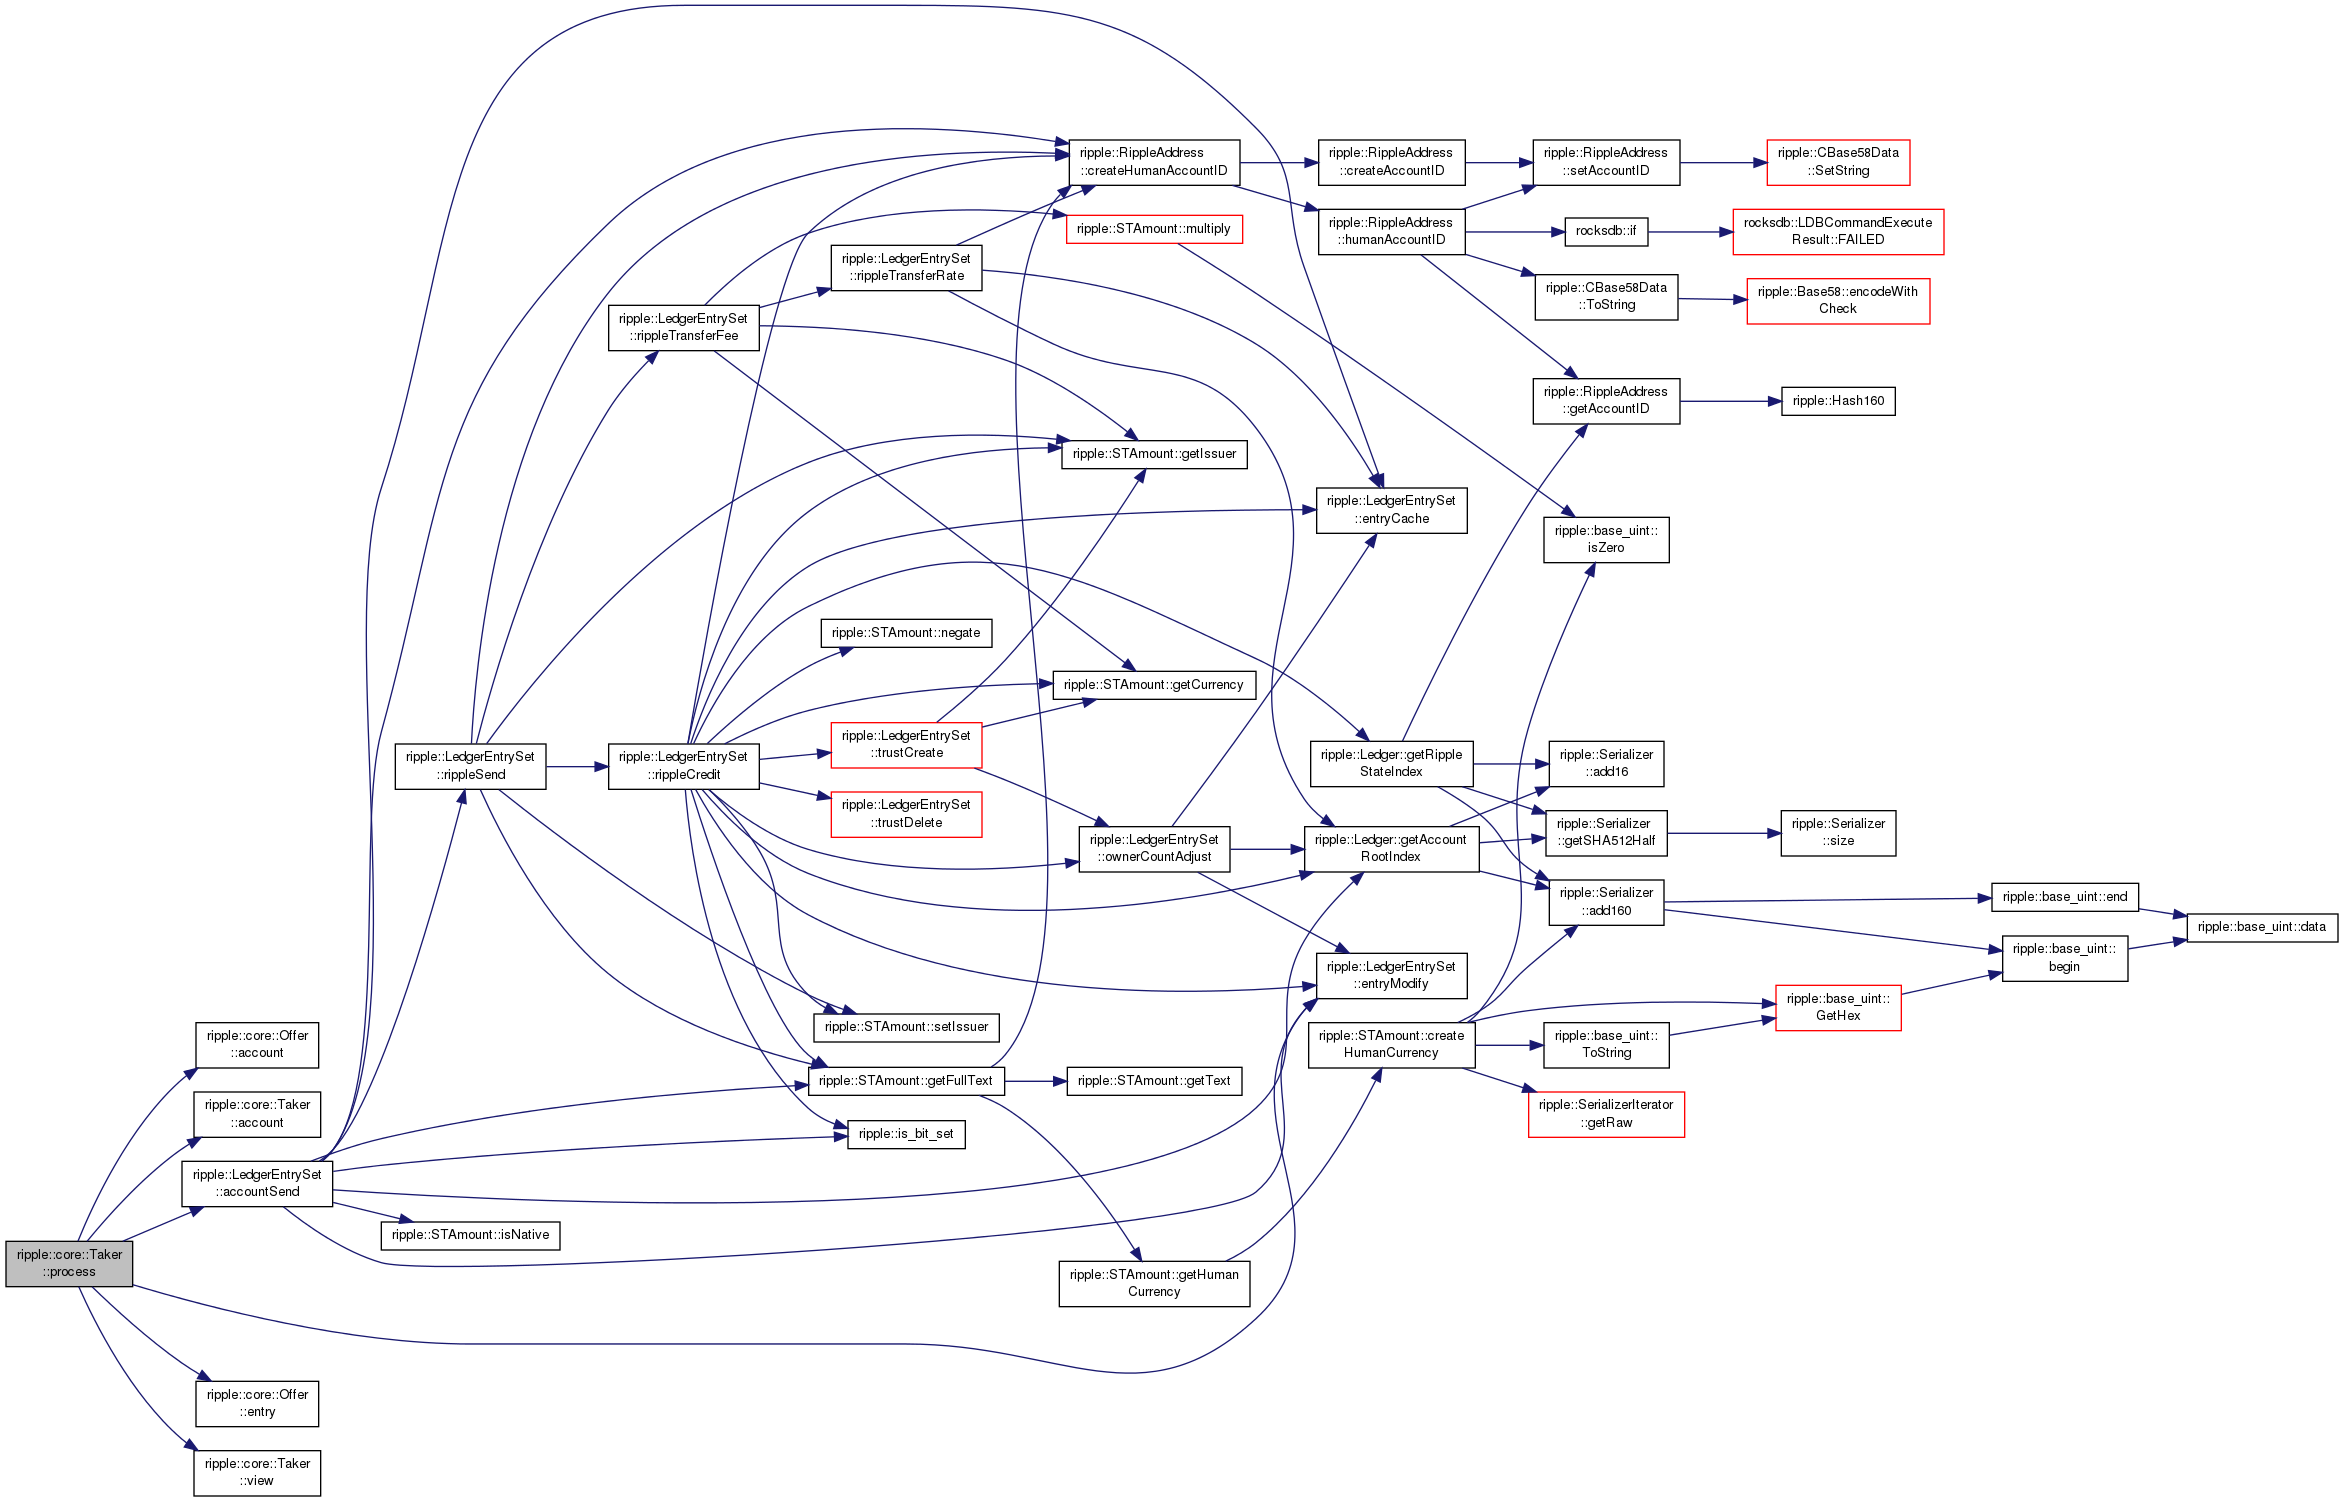 ripple::core::Taker
::process
ripple::core::Offer
::account
ripple::core::Taker
::account
ripple::LedgerEntrySet
::accountSend
ripple::core::Offer
::entry
ripple::core::Taker
::view
ripple::LedgerEntrySet
::rippleSend
ripple::STAmount::isNative
ripple::LedgerEntrySet
::rippleTransferFee
ripple::LedgerEntrySet
::rippleCredit
ripple::LedgerEntrySet
::rippleTransferRate
ripple::STAmount::negate
ripple::LedgerEntrySet
::trustCreate
ripple::LedgerEntrySet
::trustDelete
ripple::STAmount::setIssuer
ripple::STAmount::getFullText
ripple::is_bit_set
ripple::RippleAddress
::createHumanAccountID
ripple::STAmount::multiply
ripple::STAmount::getIssuer
ripple::STAmount::getCurrency
ripple::LedgerEntrySet
::ownerCountAdjust
ripple::STAmount::getText
ripple::STAmount::getHuman
Currency
ripple::RippleAddress
::createAccountID
ripple::RippleAddress
::humanAccountID
ripple::LedgerEntrySet
::entryCache
ripple::Ledger::getRipple
StateIndex
ripple::Ledger::getAccount
RootIndex
ripple::LedgerEntrySet
::entryModify
ripple::STAmount::create
HumanCurrency
ripple::RippleAddress
::setAccountID
rocksdb::if
ripple::CBase58Data
::ToString
ripple::RippleAddress
::getAccountID
ripple::base_uint::
isZero
ripple::Serializer
::add16
ripple::Serializer
::getSHA512Half
ripple::Serializer
::add160
ripple::base_uint::
ToString
ripple::SerializerIterator
::getRaw
ripple::CBase58Data
::SetString
rocksdb::LDBCommandExecute
Result::FAILED
ripple::Base58::encodeWith
Check
ripple::Hash160
ripple::Serializer
::size
ripple::base_uint::
GetHex
ripple::base_uint::end
ripple::base_uint::
begin
ripple::base_uint::data